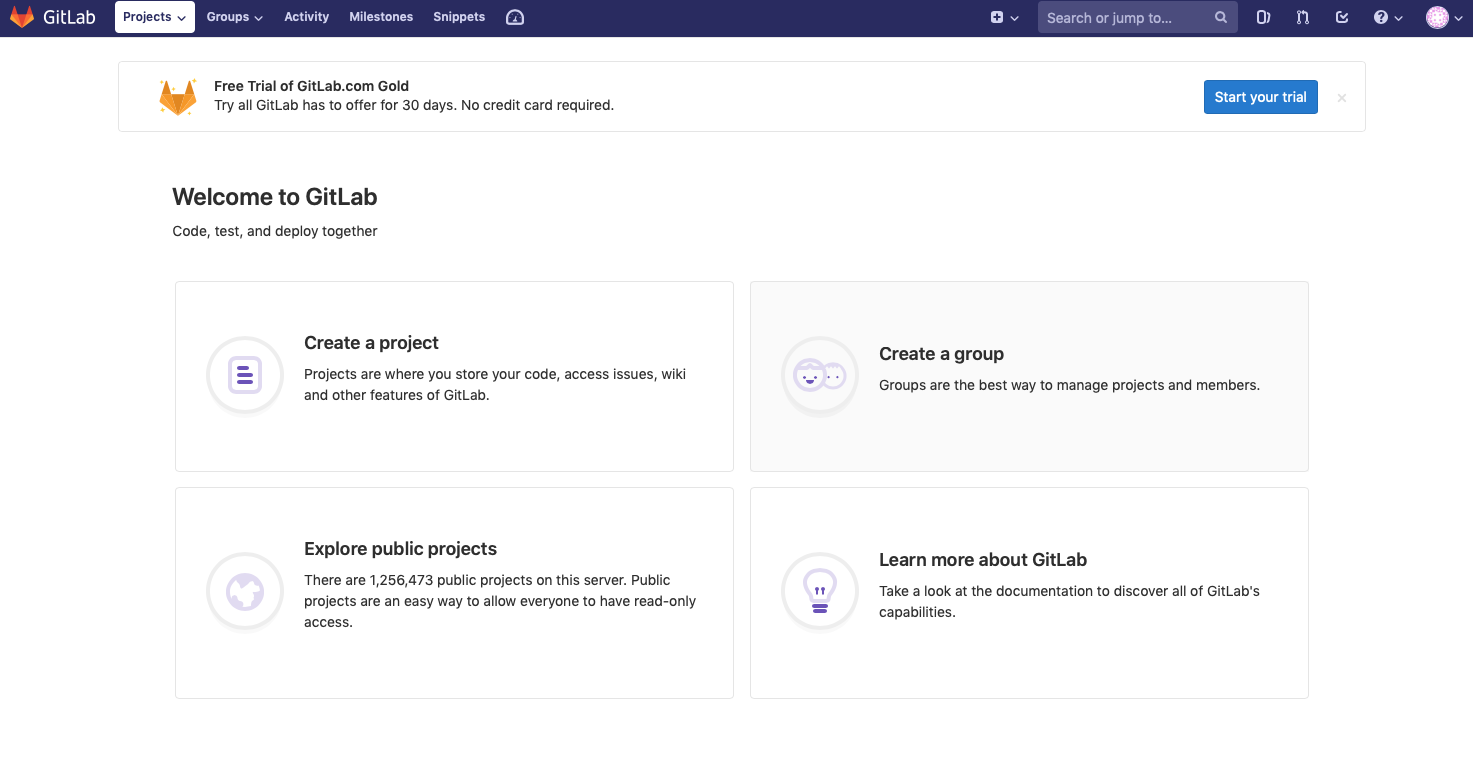 GitLab Projects Groups Activity Milestones Snippets Search or jump to...
Free Trial of GitLab.com Gold
Try all GitLab has to offer for 30 days. No credit card required.
Start your trial
Welcome to GitLab
Code, test, and deploy together
Create a project
Projects are where you store your code, access issues, wiki
and other features of GitLab.
Create a group
Groups are the best way to manage projects and members.
Explore public projects
There are 1,256,473 public projects on this server. Public
projects are an easy way to allow everyone to have read-only
access.
Learn more about GitLab
Take a look at the documentation to discover all of GitLab's
capabilities.